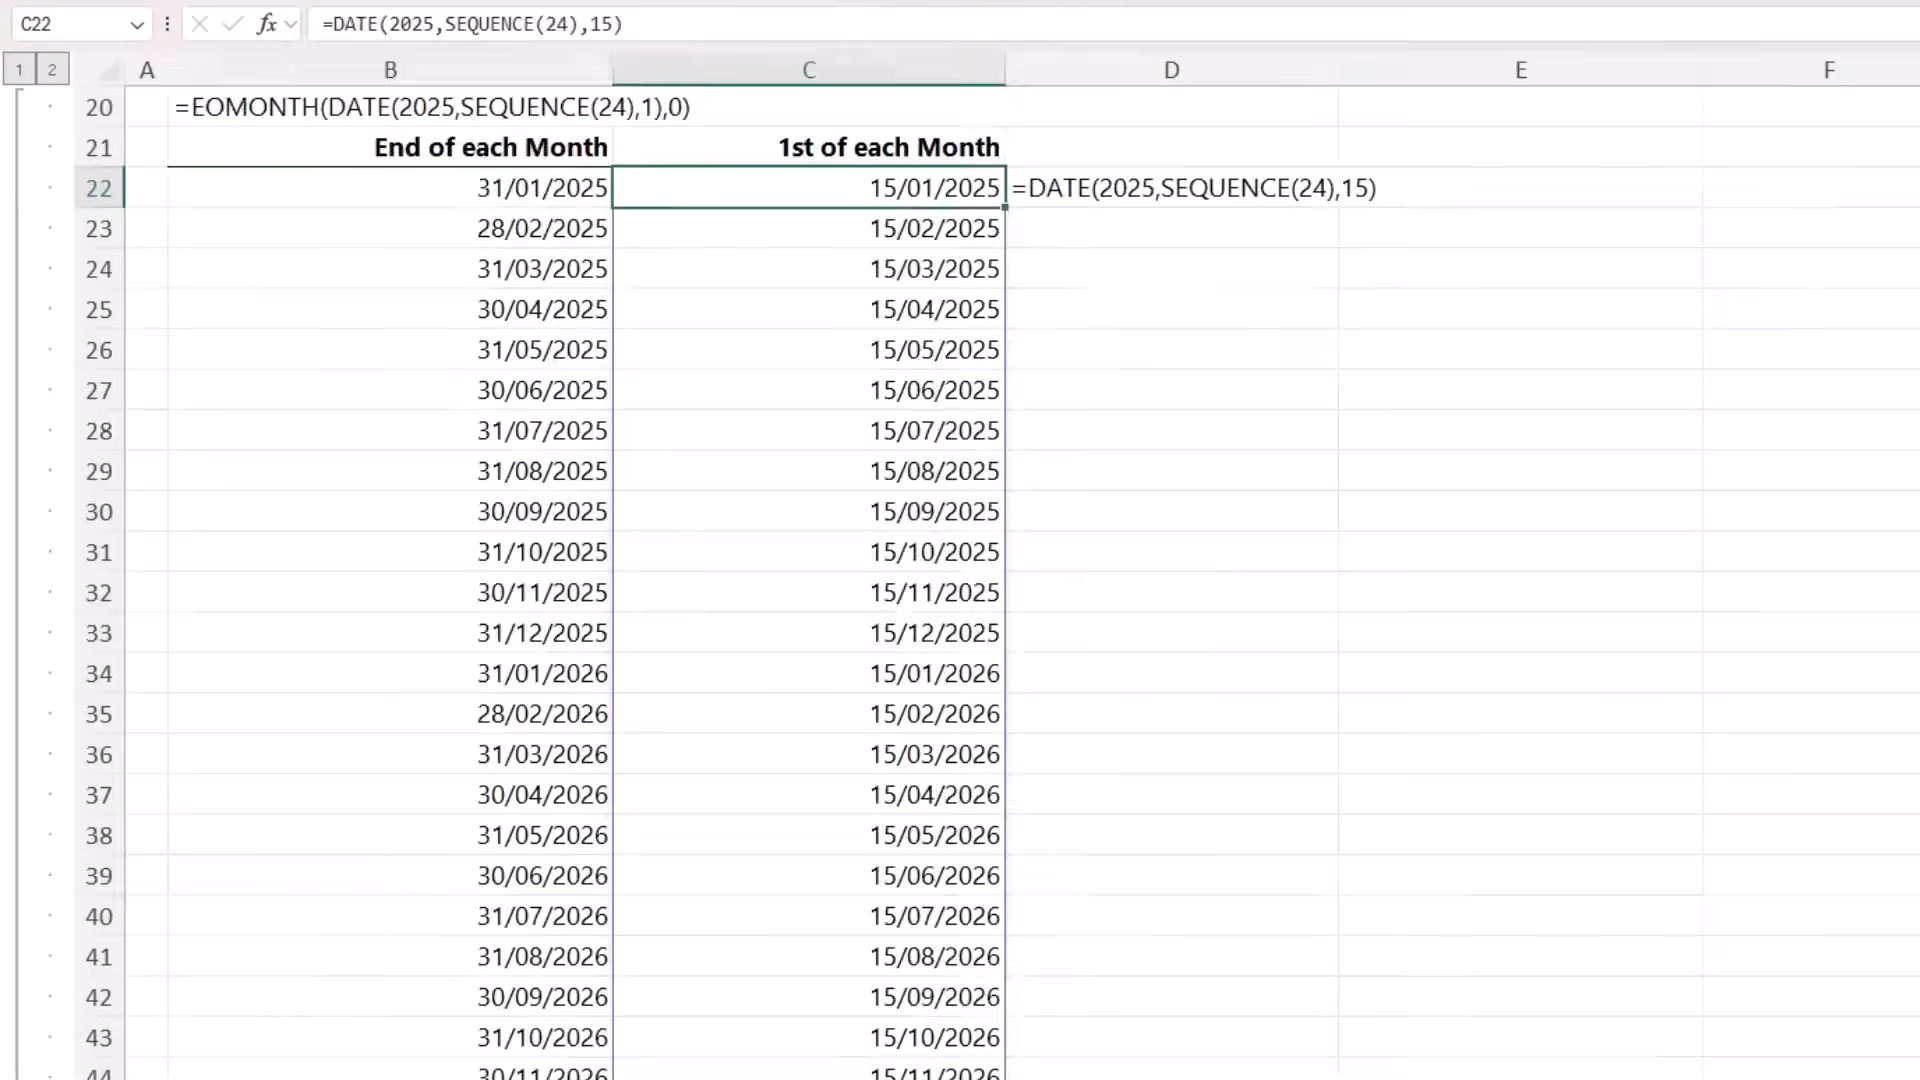 C22 fx =DATE(2025,SEQUENCE(24),15)
1 2 A B C D E F
20 =EOMONTH(DATE(2025,SEQUENCE(24),1),0)
21 End of each Month 1st of each Month
22 31/01/2025 15/01/2025 =DATE(2025,SEQUENCE(24),15)
23 28/02/2025 15/02/2025
24 31/03/2025 15/03/2025
25 30/04/2025 15/04/2025
26 31/05/2025 15/05/2025
27 30/06/2025 15/06/2025
28 31/07/2025 15/07/2025
29 31/08/2025 15/08/2025
30 30/09/2025 15/09/2025
31 31/10/2025 15/10/2025
32 30/11/2025 15/11/2025
33 31/12/2025 15/12/2025
34 31/01/2026 15/01/2026
35 28/02/2026 15/02/2026
36 31/03/2026 15/03/2026
37 30/04/2026 15/04/2026
38 31/05/2026 15/05/2026
39 30/06/2026 15/06/2026
40 31/07/2026 15/07/2026
41 31/08/2026 15/08/2026
42 30/09/2026 15/09/2026
43 31/10/2026 15/10/2026
44 30/11/2026 15/11/2026